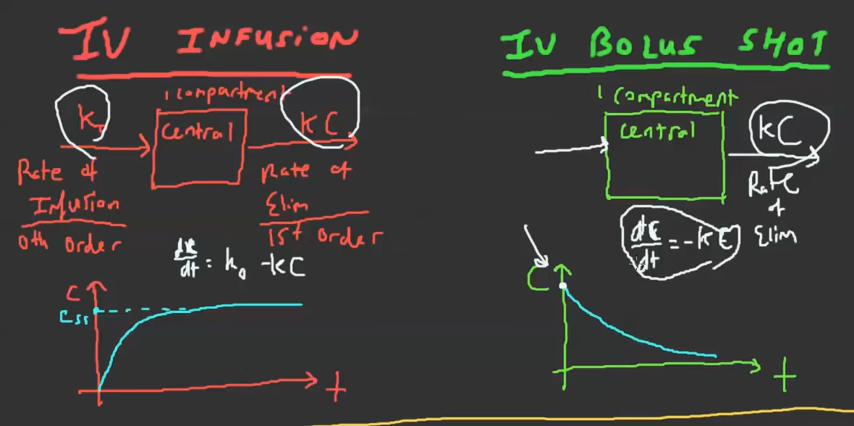 IV INFUSION
1 compartment
kI
central
kC
Rate of
Infusion
0th order
Rate of
Elim
1st order
dC/dt = k0 - kC
C
Css
t
IV BOLUS SHOT
1 compartment
central
kC
Rate
of
Elim
dC/dt = -kC
C
t